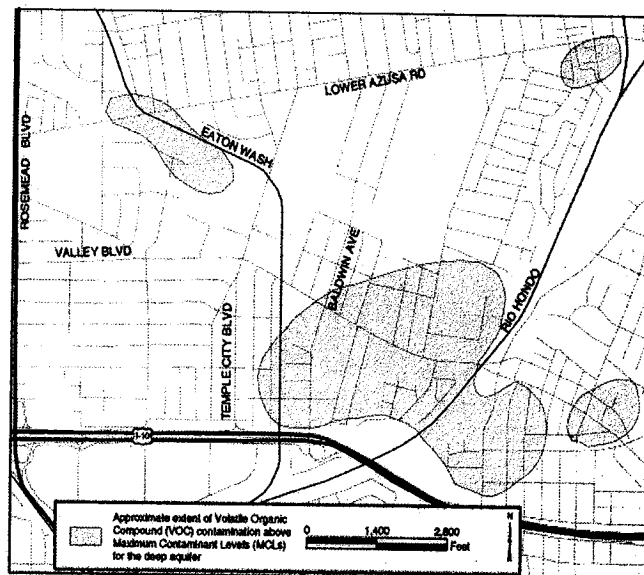 LOWER AZUSA RD
ROSEMEAD BLVD
EATON WASH
VALLEY BLVD
BALDWIN AVE
RIO HONDO
TEMPLE CITY BLVD
I-10
Approximate extent of Volatile Organic
Compound (VOC) contamination above
Maximum Contaminant Levels (MCLs)
for the deep aquifer
0 1,400 2,800
Feet
N